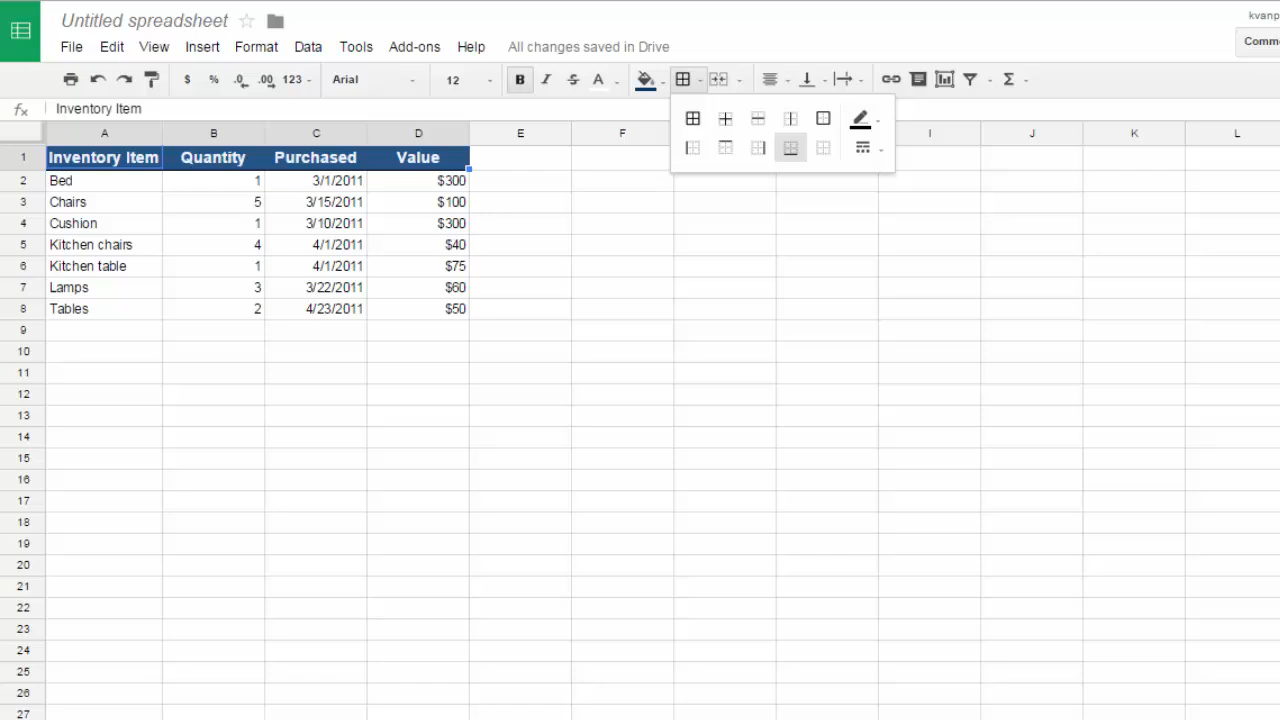 Untitled spreadsheet
kvanp
File Edit View Insert Format Data Tools Add-ons Help All changes saved in Drive
Comm
$ % .0 .00 123 Arial 12 B I S A Σ
fx Inventory Item
A B C D E F I J K L
1 Inventory Item Quantity Purchased Value
2 Bed 1 3/1/2011 $300
3 Chairs 5 3/15/2011 $100
4 Cushion 1 3/10/2011 $300
5 Kitchen chairs 4 4/1/2011 $40
6 Kitchen table 1 4/1/2011 $75
7 Lamps 3 3/22/2011 $60
8 Tables 2 4/23/2011 $50
9
10
11
12
13
14
15
16
17
18
19
20
21
22
23
24
25
26
27